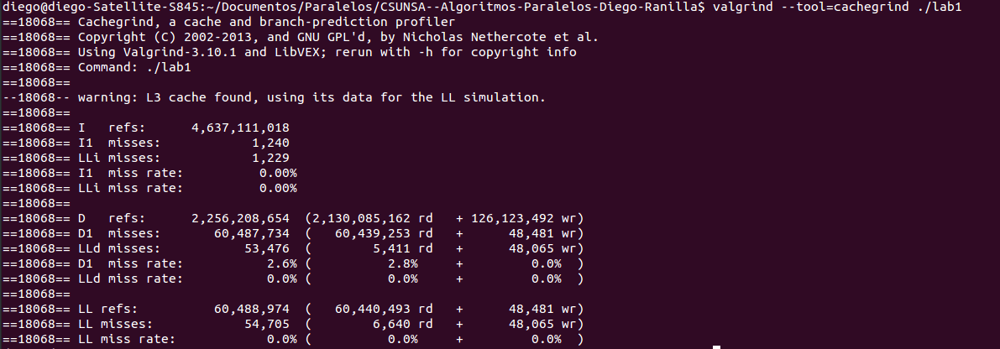 diego@diego-Satellite-S845:~/Documentos/Paralelos/CSUNSA--Algoritmos-Paralelos-Diego-Ranilla$ valgrind --tool=cachegrind ./lab1
==18068== Cachegrind, a cache and branch-prediction profiler
==18068== Copyright (C) 2002-2013, and GNU GPL'd, by Nicholas Nethercote et al.
==18068== Using Valgrind-3.10.1 and LibVEX; rerun with -h for copyright info
==18068== Command: ./lab1
==18068==
--18068-- warning: L3 cache found, using its data for the LL simulation.
==18068==
==18068== I   refs:      4,637,111,018
==18068== I1  misses:            1,240
==18068== LLi misses:            1,229
==18068== I1  miss rate:          0.00%
==18068== LLi miss rate:          0.00%
==18068==
==18068== D   refs:      2,256,208,654  (2,130,085,162 rd   + 126,123,492 wr)
==18068== D1  misses:       60,487,734  (   60,439,253 rd   +      48,481 wr)
==18068== LLd misses:           53,476  (        5,411 rd   +      48,065 wr)
==18068== D1  miss rate:           2.6% (          2.8%     +         0.0%  )
==18068== LLd miss rate:           0.0% (          0.0%     +         0.0%  )
==18068==
==18068== LL refs:          60,488,974  (   60,440,493 rd   +      48,481 wr)
==18068== LL misses:            54,705  (        6,640 rd   +      48,065 wr)
==18068== LL miss rate:            0.0% (          0.0%     +         0.0%  )